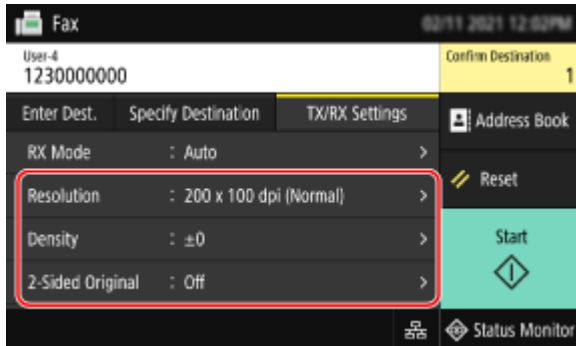 Fax
02/11 2021 12:02PM
User-4
1230000000
Confirm Destination
1
Enter Dest.
Specify Destination
TX/RX Settings
Address Book
RX Mode : Auto
Resolution : 200 x 100 dpi (Normal)
Density : ±0
2-Sided Original : Off
Reset
Start
Status Monitor